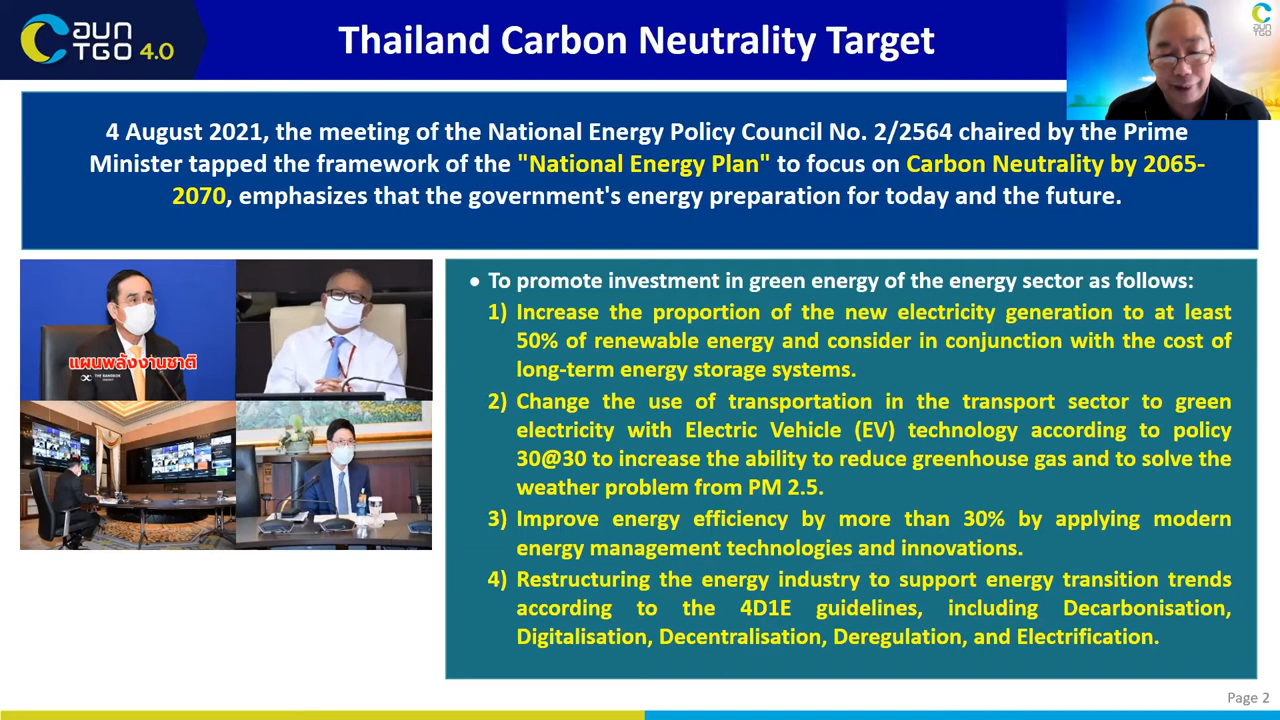 ฉบก
TGO 4.0
Thailand Carbon Neutrality Target
4 August 2021, the meeting of the National Energy Policy Council No. 2/2564 chaired by the Prime
Minister tapped the framework of the "National Energy Plan" to focus on Carbon Neutrality by 2065-
2070, emphasizes that the government's energy preparation for today and the future.
แผนพลังงานชาติ
THE BANGKOK
INSIGHT
• To promote investment in green energy of the energy sector as follows:
1) Increase the proportion of the new electricity generation to at least
50% of renewable energy and consider in conjunction with the cost of
long-term energy storage systems.
2) Change the use of transportation in the transport sector to green
electricity with Electric Vehicle (EV) technology according to policy
30@30 to increase the ability to reduce greenhouse gas and to solve the
weather problem from PM 2.5.
3) Improve energy efficiency by more than 30% by applying modern
energy management technologies and innovations.
4) Restructuring the energy industry to support energy transition trends
according to the 4D1E guidelines, including Decarbonisation,
Digitalisation, Decentralisation, Deregulation, and Electrification.
Page 2